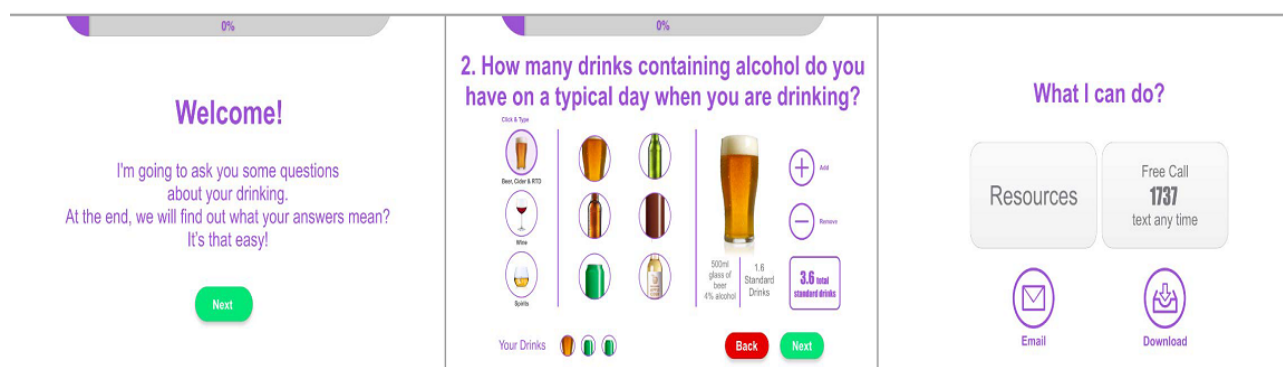 0%
Welcome!
I'm going to ask you some questions
about your drinking.
At the end, we will find out what your answers mean?
It's that easy!
Next
0%
2. How many drinks containing alcohol do you
have on a typical day when you are drinking?
Click & Type
Beer, Cider & RTD
Wine
Spirits
Add
Remove
500ml
glass of
beer
4% alcohol
1.6
Standard
Drinks
3.6 total
standard drinks
Your Drinks
Back
Next
What I can do?
Resources
Free Call
1737
text any time
Email
Download